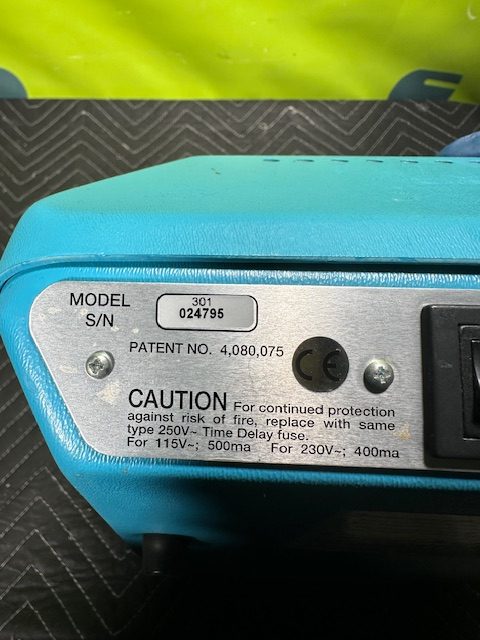 MODEL 301
S/N 024795
PATENT NO. 4,080,075
CE
CAUTION For continued protection
against risk of fire, replace with same
type 250V~ Time Delay fuse.
For 115V~; 500ma For 230V~; 400ma